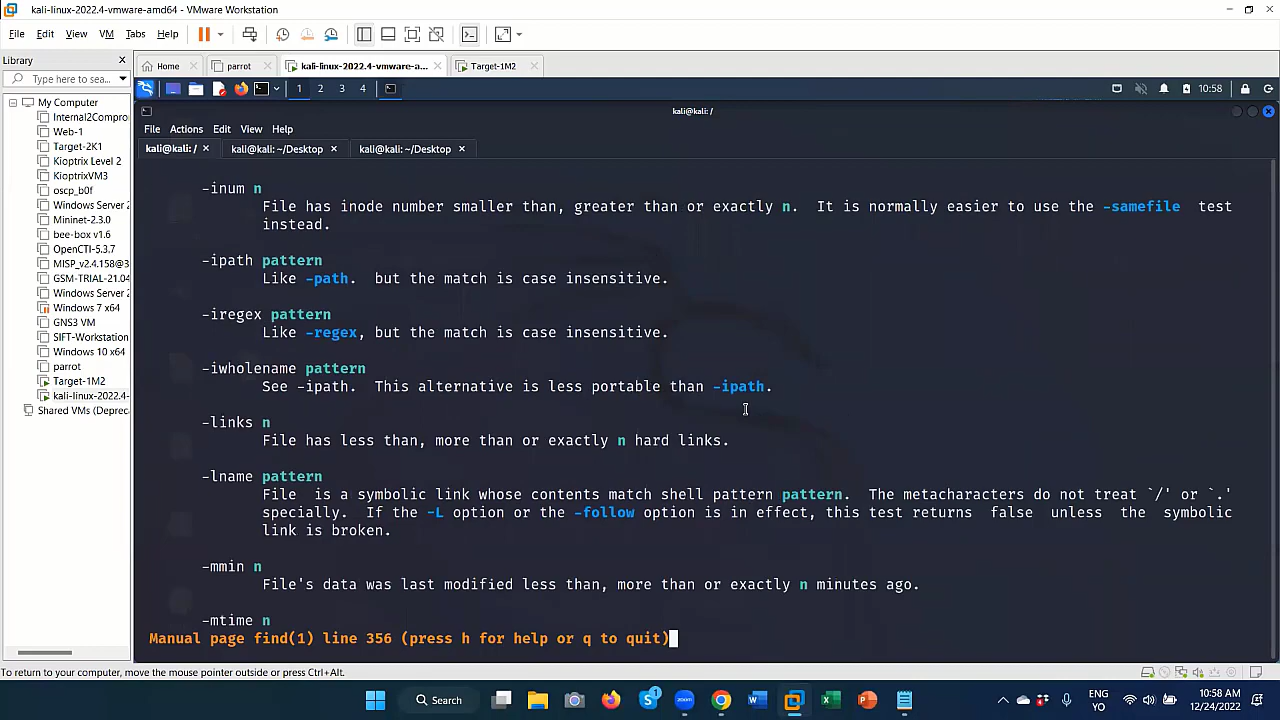 kali-linux-2022.4-vmware-amd64 - VMware Workstation
File Edit View VM Tabs Help
Library
Type here to sea...
My Computer
Internal2Compro
Web-1
Target-2K1
Kioptrix Level 2
KioptrixVM3
oscp_b0f
Windows Server 2
Mininet-2.3.0
bee-box v1.6
OpenCTI-5.3.7
MISP_v2.4.158@3
GSM-TRIAL-21.04
Windows Server 2
Windows 7 x64
GNS3 VM
SIFT-Workstation
Windows 10 x64
parrot
Target-1M2
kali-linux-2022.4-
Shared VMs (Deprec
Home parrot kali-linux-2022.4-vmware-a... Target-1M2
1 2 3 4 10:58
kali@kali: /
File Actions Edit View Help
kali@kali: / kali@kali: ~/Desktop kali@kali: ~/Desktop
-inum n
File has inode number smaller than, greater than or exactly n. It is normally easier to use the -samefile test
instead.
-ipath pattern
Like -path. but the match is case insensitive.
-iregex pattern
Like -regex, but the match is case insensitive.
-iwholename pattern
See -ipath. This alternative is less portable than -ipath.
-links n
File has less than, more than or exactly n hard links.
-lname pattern
File is a symbolic link whose contents match shell pattern pattern. The metacharacters do not treat `/' or `.'
specially. If the -L option or the -follow option is in effect, this test returns false unless the symbolic
link is broken.
-mmin n
File's data was last modified less than, more than or exactly n minutes ago.
-mtime n
Manual page find(1) line 356 (press h for help or q to quit)
To return to your computer, move the mouse pointer outside or press Ctrl+Alt.
Search
ENG
YO
10:58 AM
12/24/2022